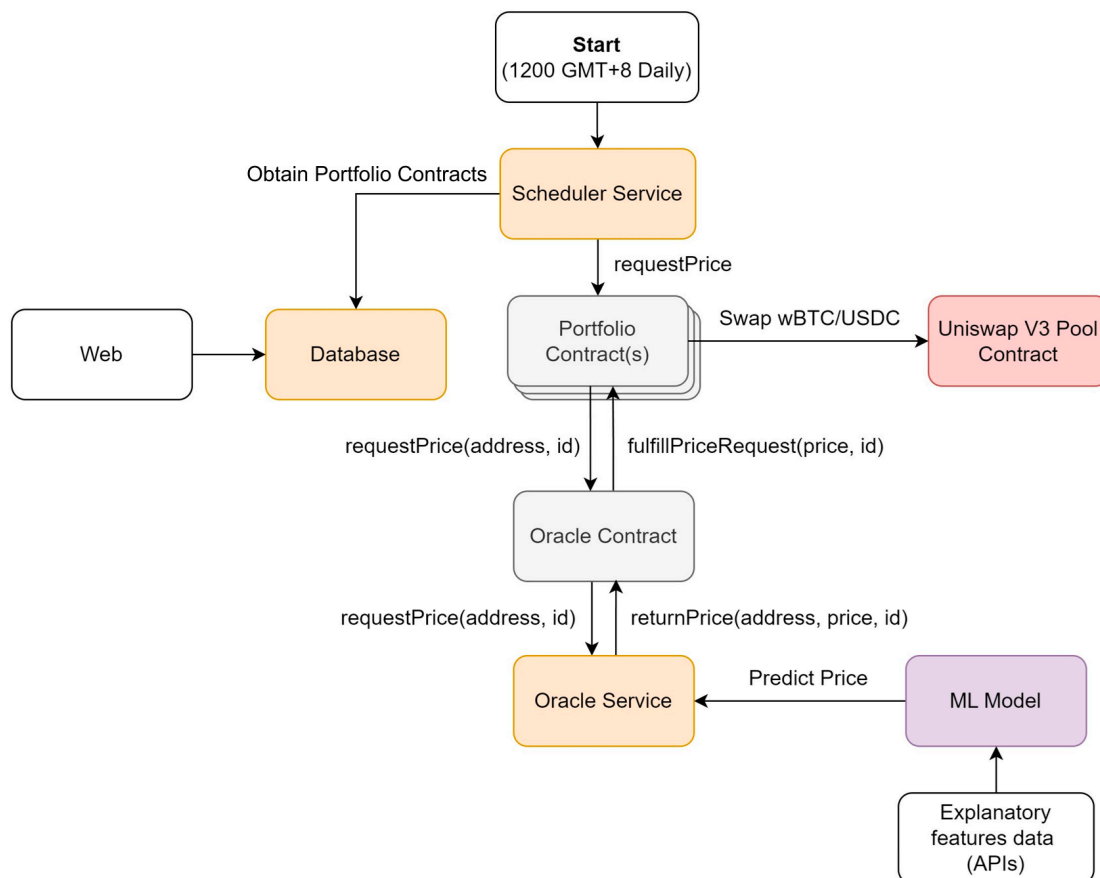 Start
(1200 GMT+8 Daily)
Obtain Portfolio Contracts
Scheduler Service
requestPrice
Web
Database
Portfolio
Contract(s)
Swap wBTC/USDC
Uniswap V3 Pool
Contract
requestPrice(address, id)
fulfillPriceRequest(price, id)
Oracle Contract
requestPrice(address, id)
returnPrice(address, price, id)
Oracle Service
Predict Price
ML Model
Explanatory
features data
(APIs)